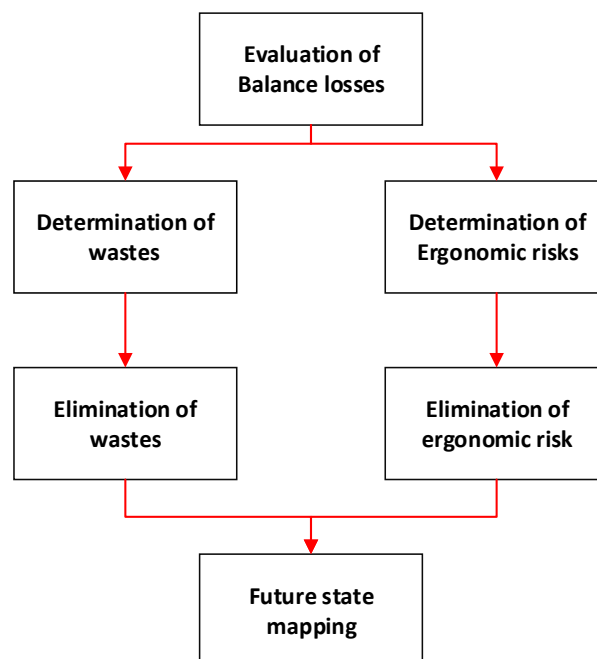 Evaluation of
Balance losses
Determination of
wastes
Determination of
Ergonomic risks
Elimination of
wastes
Elimination of
ergonomic risk
Future state
mapping